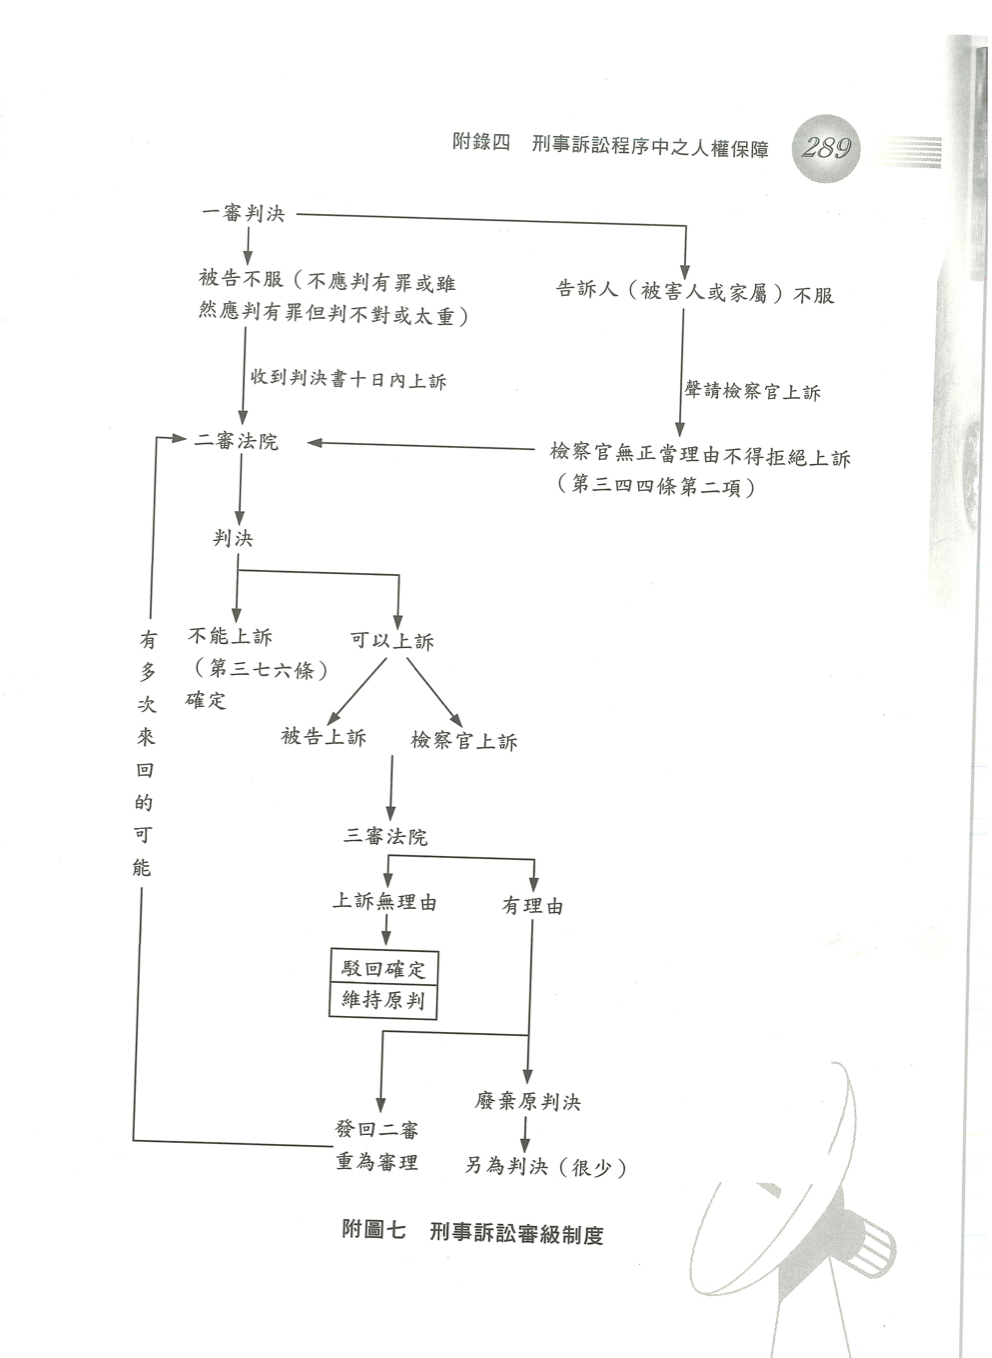 附錄四　刑事訴訟程序中之人權保障
289
一審判決
被告不服（不應判有罪或雖
然應判有罪但判不對或太重）
告訴人（被害人或家屬）不服
收到判決書十日內上訴
聲請檢察官上訴
二審法院
檢察官無正當理由不得拒絕上訴
（第三四四條第二項）
判決
不能上訴
（第三七六條）
確定
可以上訴
有多次來回的可能
被告上訴
檢察官上訴
三審法院
上訴無理由
有理由
駁回確定
維持原判
廢棄原判決
發回二審
重為審理
另為判決（很少）
附圖七　刑事訴訟審級制度